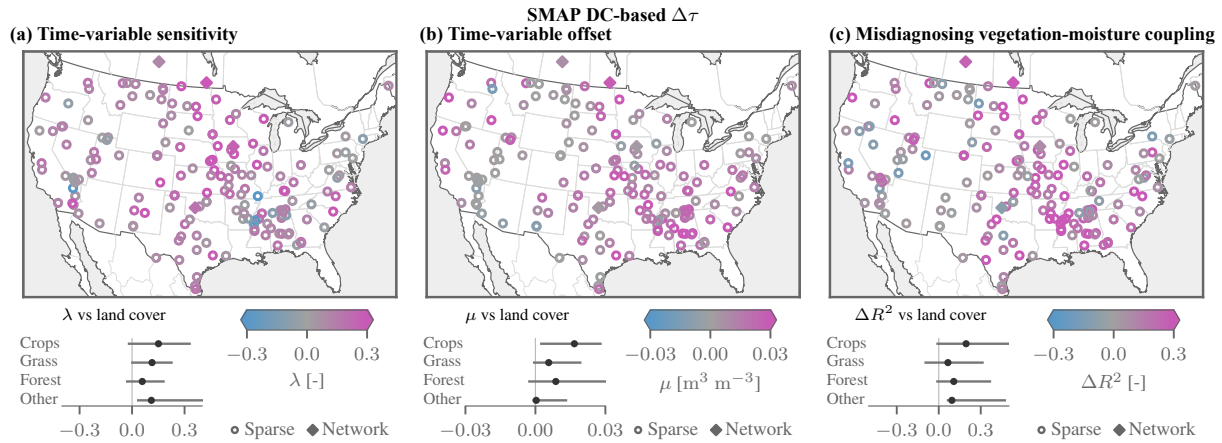 SMAP DC-based Δτ
(a) Time-variable sensitivity
(b) Time-variable offset
(c) Misdiagnosing vegetation-moisture coupling
λ vs land cover
Crops
Grass
Forest
Other
−0.3 0.0 0.3
−0.3 0.0 0.3
λ [-]
Sparse Network
μ vs land cover
Crops
Grass
Forest
Other
−0.03 0.00 0.03
−0.03 0.00 0.03
μ [m³ m⁻³]
Sparse Network
ΔR² vs land cover
Crops
Grass
Forest
Other
−0.3 0.0 0.3
−0.3 0.0 0.3
ΔR² [-]
Sparse Network